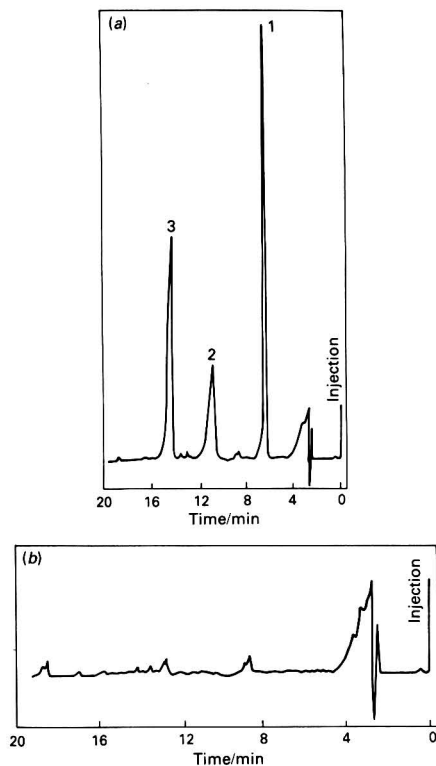 (a)
1
3
2
Injection
20 16 12 8 4 0
Time/min
(b)
Injection
20 16 12 8 4 0
Time/min